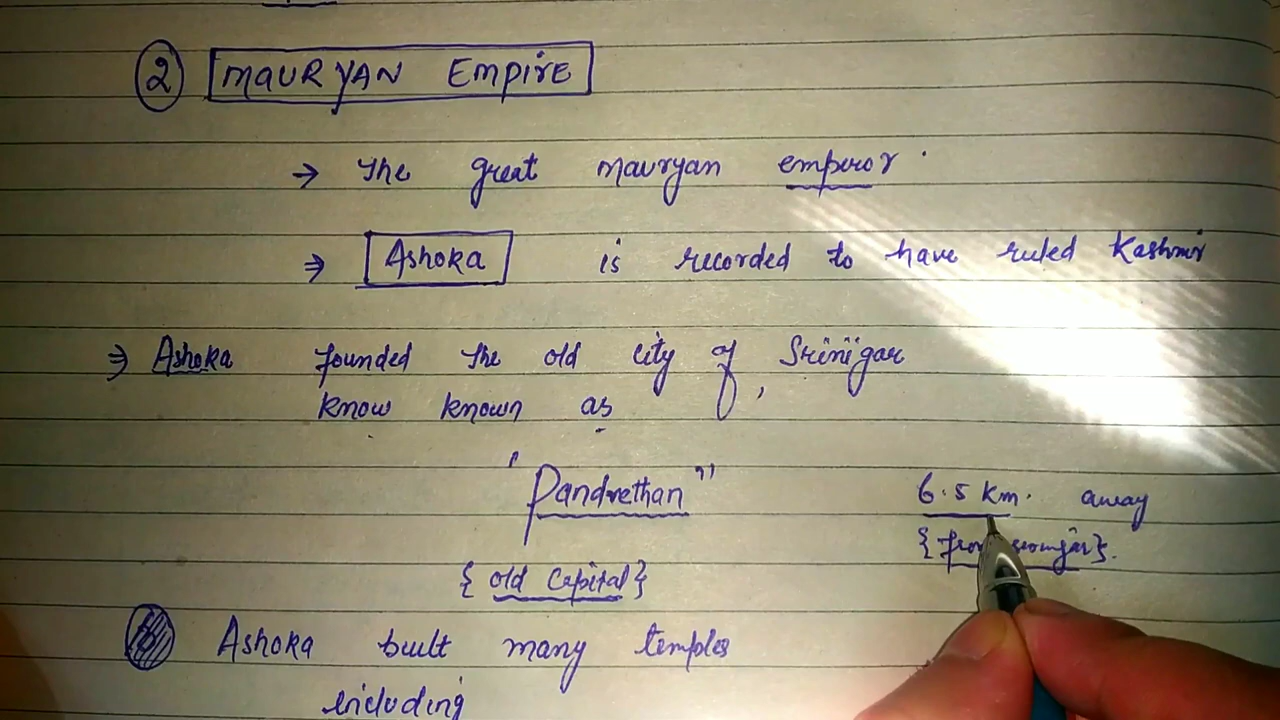 ② MAURYAN EMPIRE
→ The great mauryan emperor
⇒ Ashoka is recorded to have ruled Kashmir
⇒ Ashoka founded the old city of Srinigar
know known as ,
' Pandrethan "
6.5 Km. away
{ old Capital }
Ashoka built many temples
including